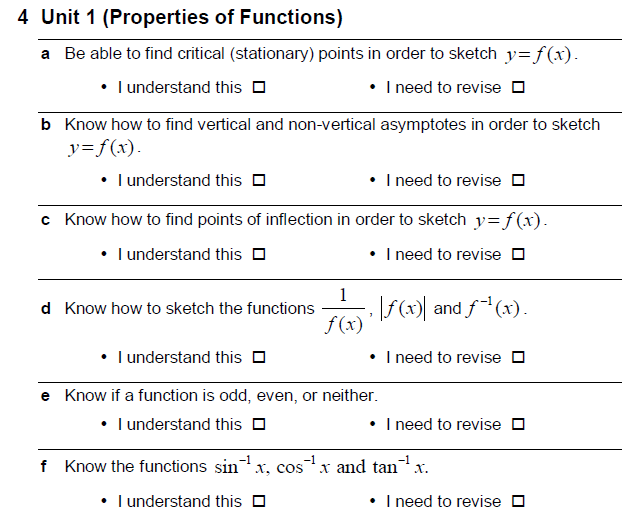 4 Unit 1 (Properties of Functions)
a Be able to find critical (stationary) points in order to sketch y=f(x).
• I understand this ☐ • I need to revise ☐
b Know how to find vertical and non-vertical asymptotes in order to sketch
y=f(x).
• I understand this ☐ • I need to revise ☐
c Know how to find points of inflection in order to sketch y=f(x).
• I understand this ☐ • I need to revise ☐
d Know how to sketch the functions 1/f(x), |f(x)| and f⁻¹(x).
• I understand this ☐ • I need to revise ☐
e Know if a function is odd, even, or neither.
• I understand this ☐ • I need to revise ☐
f Know the functions sin⁻¹ x, cos⁻¹ x and tan⁻¹ x.
• I understand this ☐ • I need to revise ☐